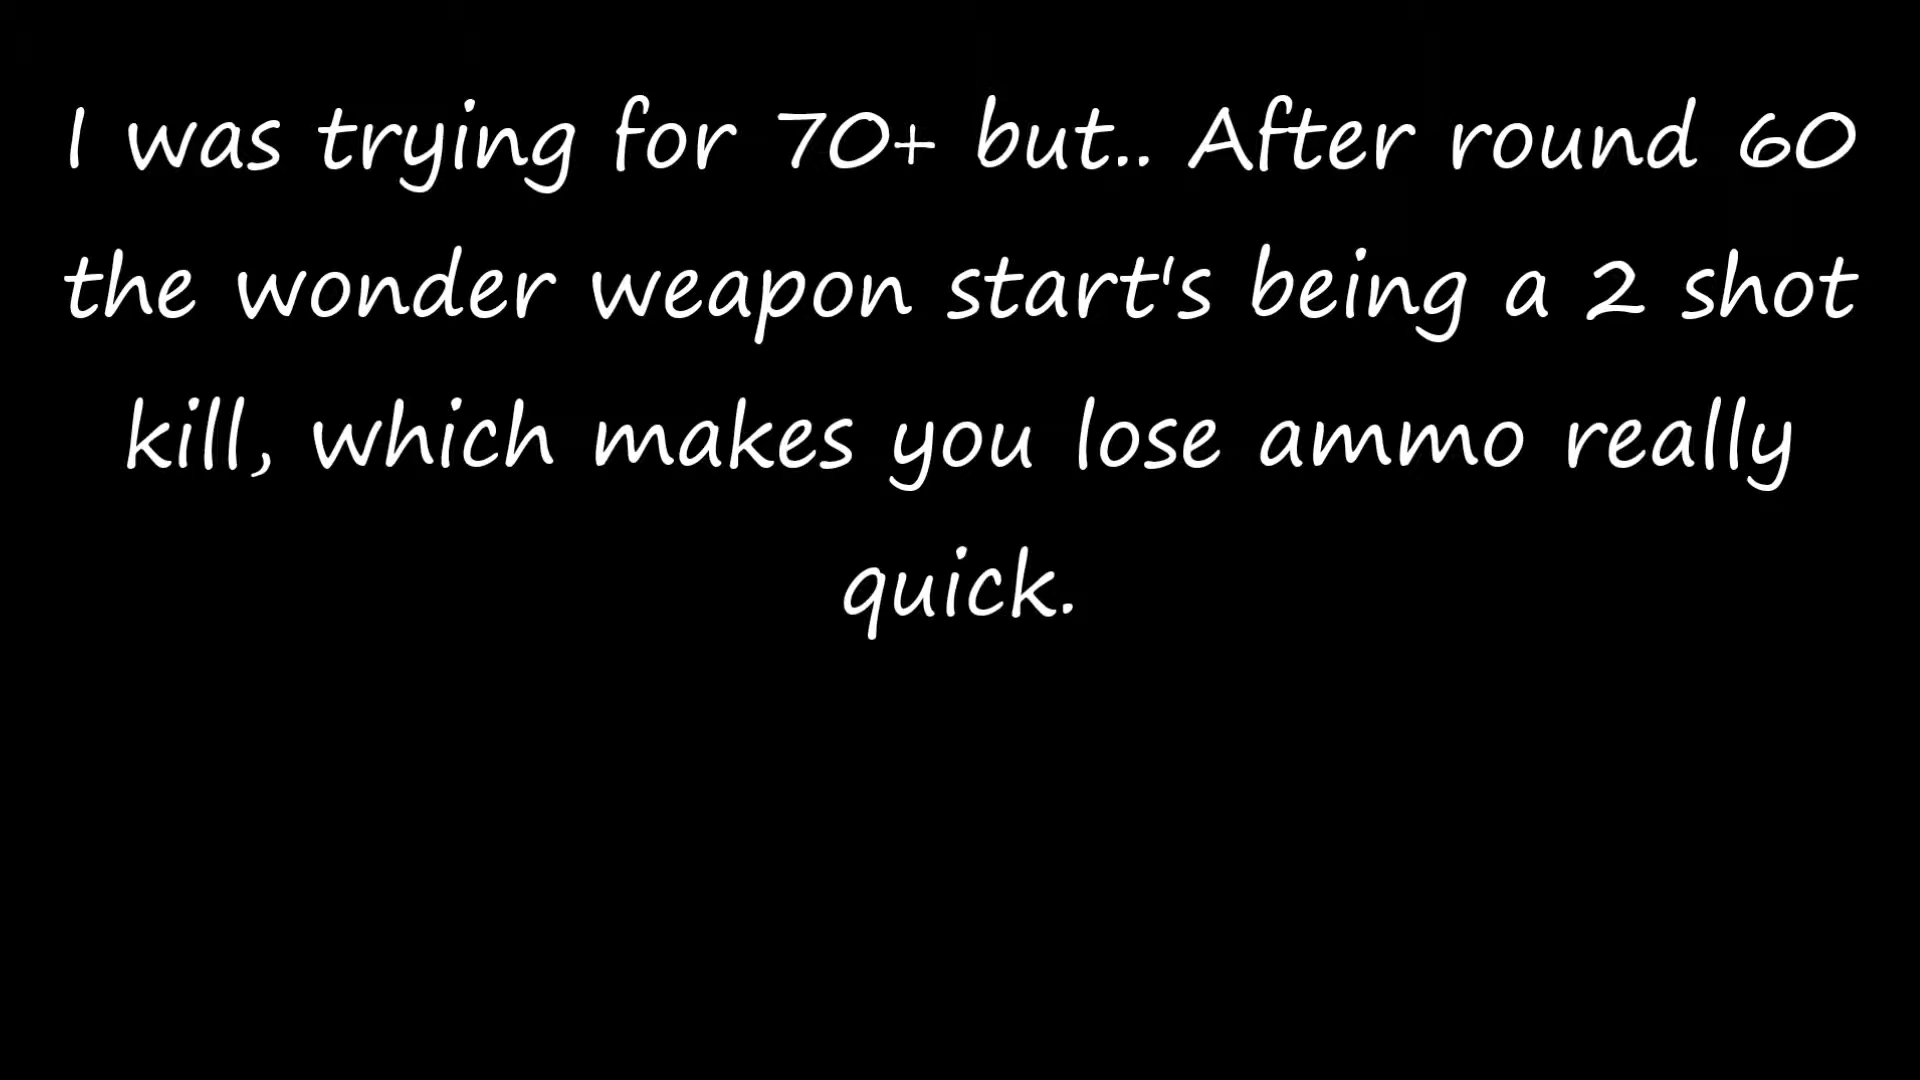 I was trying for 70+ but.. After round 60
the wonder weapon start's being a 2 shot
kill, which makes you lose ammo really
quick.